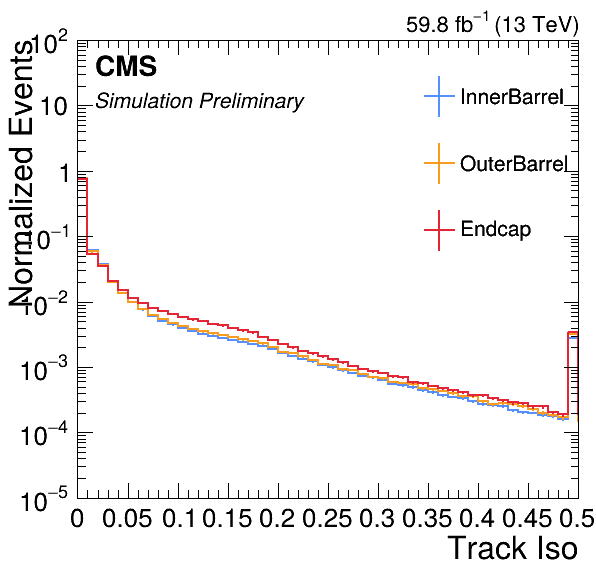 59.8 fb⁻¹ (13 TeV)
CMS
Simulation Preliminary
InnerBarrel
OuterBarrel
Endcap
Normalized Events
10²
10
1
10⁻¹
10⁻²
10⁻³
10⁻⁴
10⁻⁵
0 0.05 0.1 0.15 0.2 0.25 0.3 0.35 0.4 0.45 0.5
Track Iso